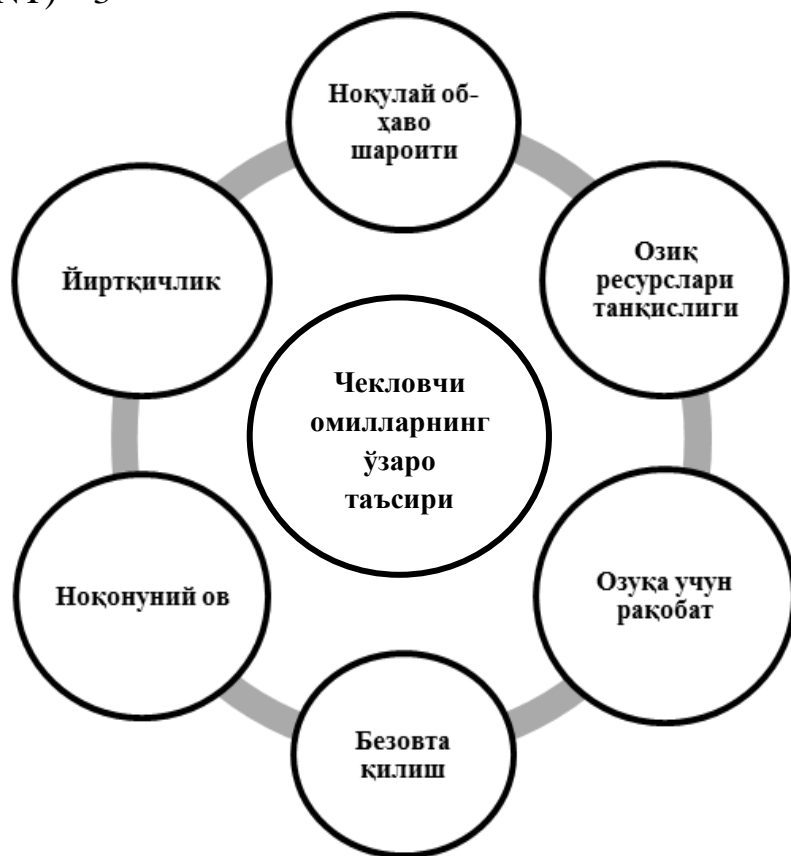 Ноқулай об-
ҳаво
шароити
Озиқ
ресурслари
танқислиги
Озуқа учун
рақобат
Безовта
қилиш
Ноқонуний ов
Йиртқичлик
Чекловчи
омилларнинг
ўзаро
таъсири